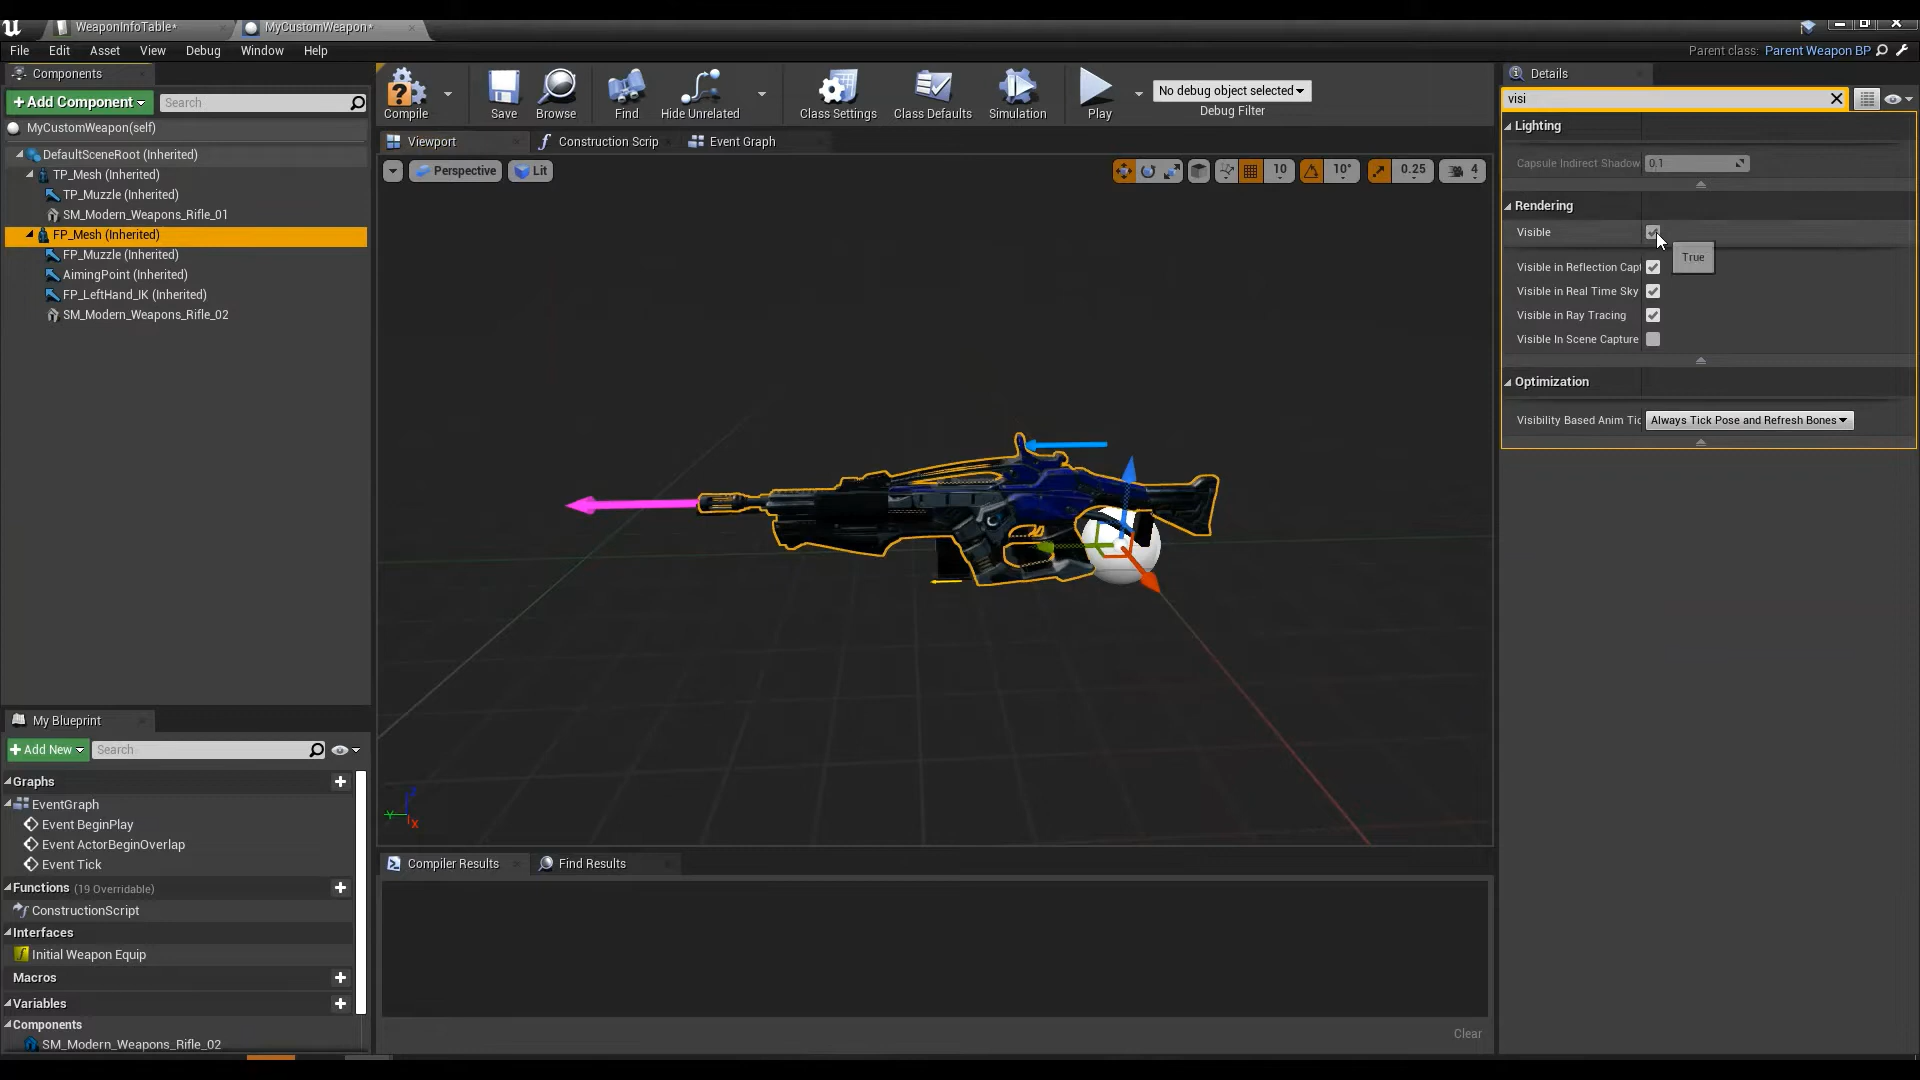 WeaponInfoTable*
MyCustomWeapon*
File Edit Asset View Debug Window Help
Parent class: Parent Weapon BP
Components
+ Add Component
Search
MyCustomWeapon(self)
DefaultSceneRoot (Inherited)
TP_Mesh (Inherited)
TP_Muzzle (Inherited)
SM_Modern_Weapons_Rifle_01
FP_Mesh (Inherited)
FP_Muzzle (Inherited)
AimingPoint (Inherited)
FP_LeftHand_IK (Inherited)
SM_Modern_Weapons_Rifle_02
My Blueprint
+ Add New
Search
Graphs
EventGraph
Event BeginPlay
Event ActorBeginOverlap
Event Tick
Functions (19 Overridable)
ConstructionScript
Interfaces
Initial Weapon Equip
Macros
Variables
Components
SM_Modern_Weapons_Rifle_02
Compile Save Browse Find Hide Unrelated Class Settings Class Defaults Simulation Play
No debug object selected
Debug Filter
Viewport
Construction Scrip
Event Graph
Perspective
Lit
10 10° 0.25 4
Z
Y
X
Compiler Results
Find Results
Clear
Details
visi
Lighting
Capsule Indirect Shadow 0.1
Rendering
Visible
True
Visible in Reflection Capt
Visible in Real Time Sky
Visible in Ray Tracing
Visible In Scene Capture
Optimization
Visibility Based Anim Tic Always Tick Pose and Refresh Bones